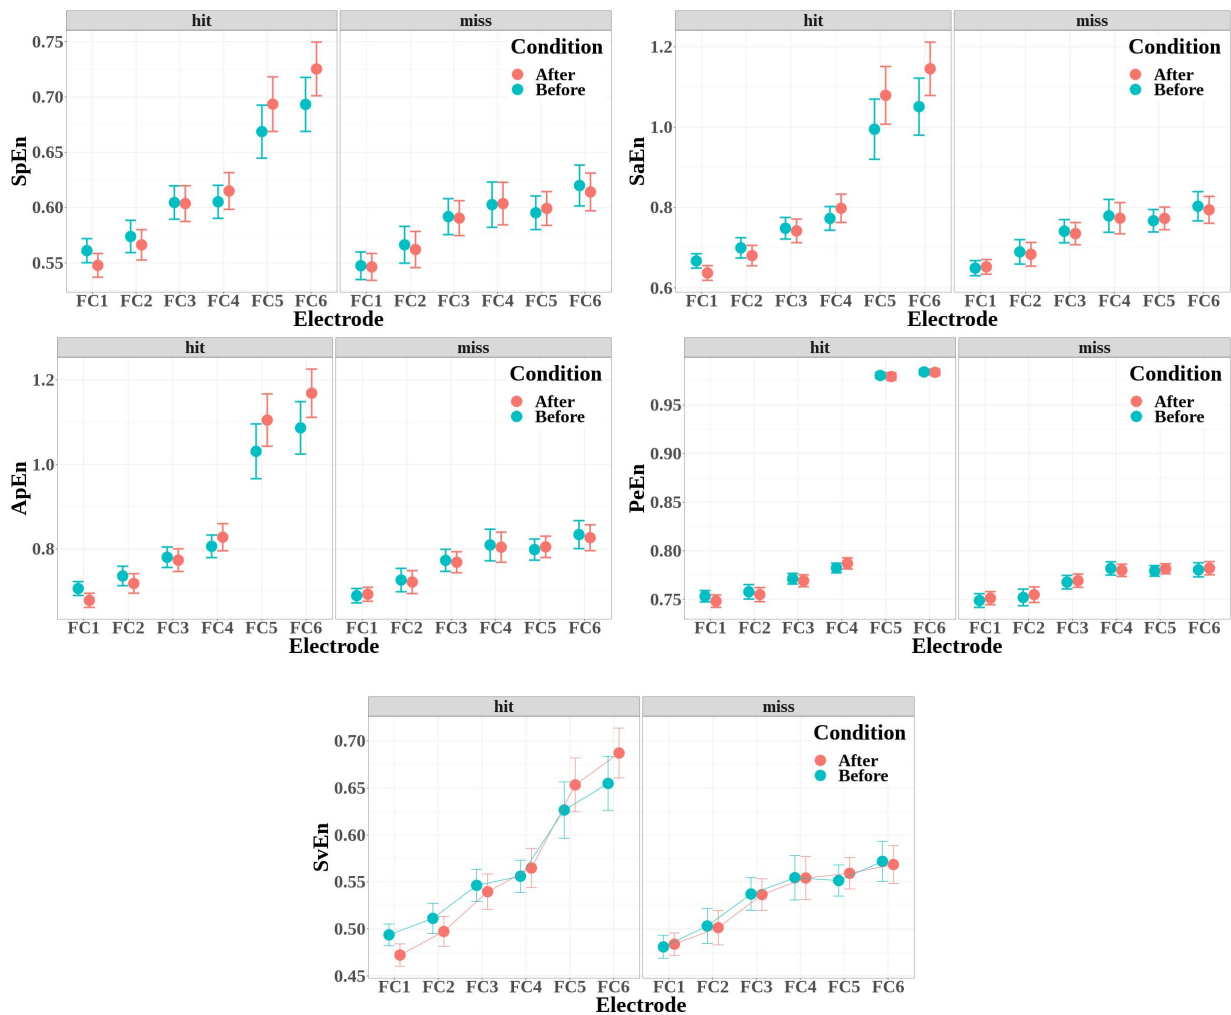 hit miss
0.75
0.70
0.65
0.60
0.55
SpEn
Condition
After
Before
FC1 FC2 FC3 FC4 FC5 FC6 FC1 FC2 FC3 FC4 FC5 FC6
Electrode
hit miss
1.2
1.0
0.8
0.6
SaEn
Condition
After
Before
FC1 FC2 FC3 FC4 FC5 FC6 FC1 FC2 FC3 FC4 FC5 FC6
Electrode
hit miss
1.2
1.0
0.8
ApEn
Condition
After
Before
FC1 FC2 FC3 FC4 FC5 FC6 FC1 FC2 FC3 FC4 FC5 FC6
Electrode
hit miss
0.95
0.90
0.85
0.80
0.75
PeEn
Condition
After
Before
FC1 FC2 FC3 FC4 FC5 FC6 FC1 FC2 FC3 FC4 FC5 FC6
Electrode
hit miss
0.70
0.65
0.60
0.55
0.50
0.45
SvEn
Condition
After
Before
FC1 FC2 FC3 FC4 FC5 FC6 FC1 FC2 FC3 FC4 FC5 FC6
Electrode